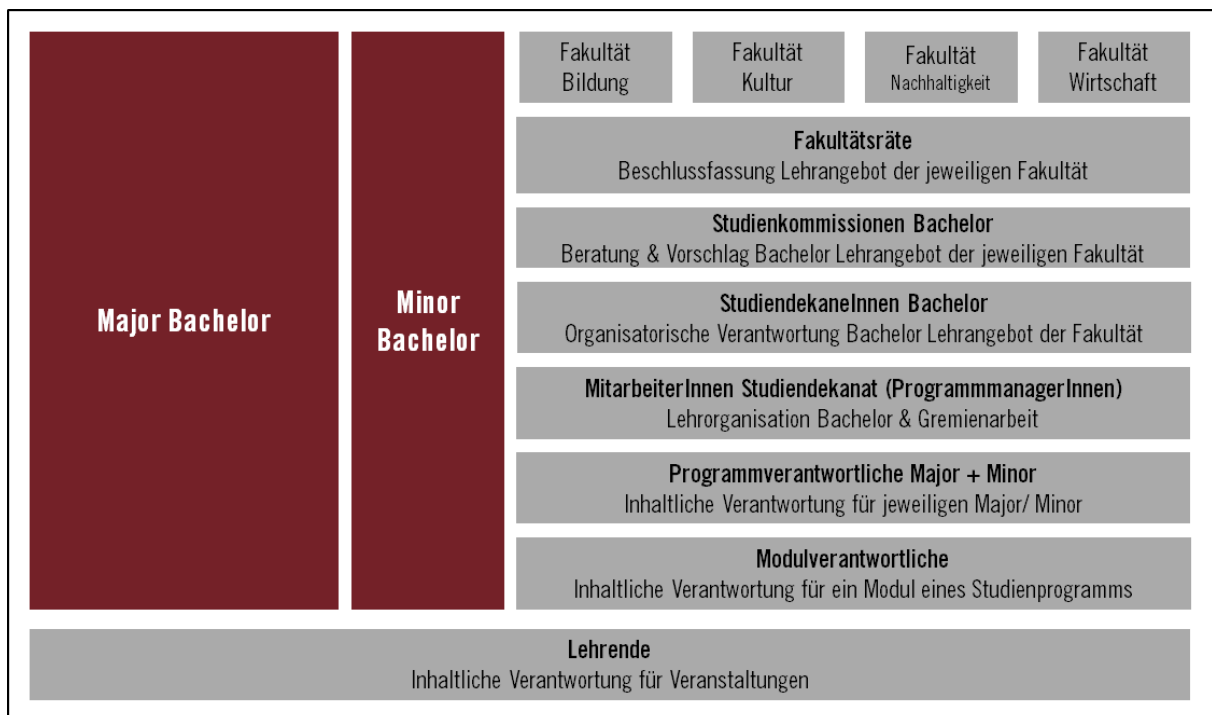 Major Bachelor
Minor
Bachelor
Fakultät
Bildung
Fakultät
Kultur
Fakultät
Nachhaltigkeit
Fakultät
Wirtschaft
Fakultätsräte
Beschlussfassung Lehrangebot der jeweiligen Fakultät
Studienkommissionen Bachelor
Beratung & Vorschlag Bachelor Lehrangebot der jeweiligen Fakultät
StudiendekaneInnen Bachelor
Organisatorische Verantwortung Bachelor Lehrangebot der Fakultät
MitarbeiterInnen Studiendekanat (ProgrammmanagerInnen)
Lehrorganisation Bachelor & Gremienarbeit
Programmverantwortliche Major + Minor
Inhaltliche Verantwortung für jeweiligen Major/ Minor
Modulverantwortliche
Inhaltliche Verantwortung für ein Modul eines Studienprogramms
Lehrende
Inhaltliche Verantwortung für Veranstaltungen